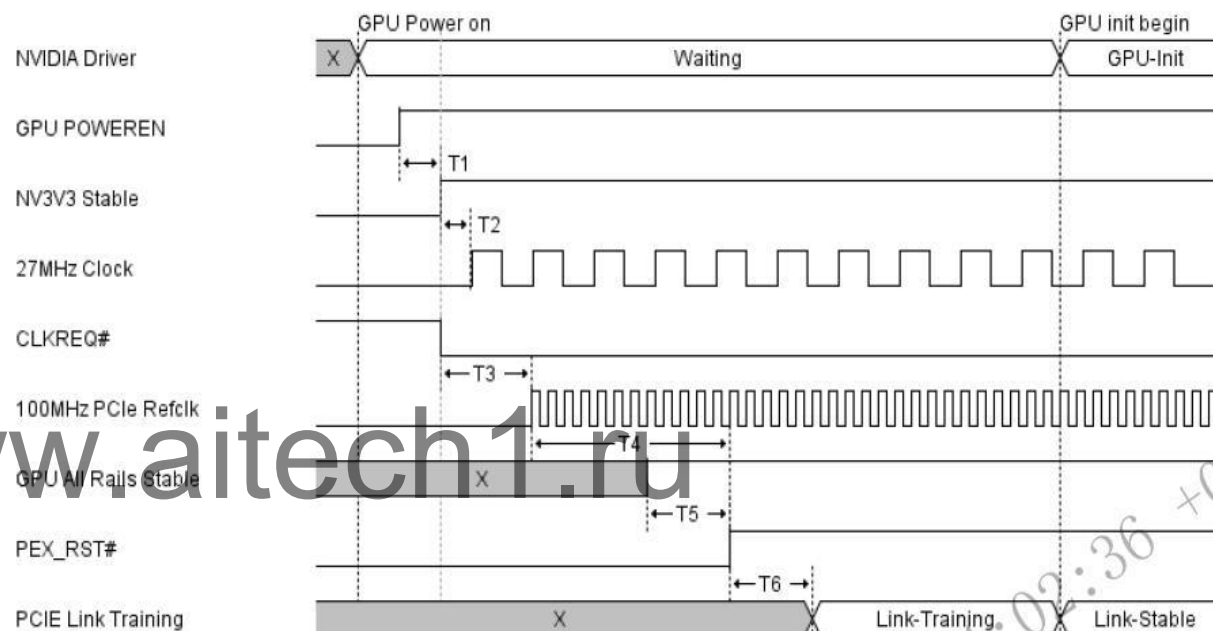 GPU Power on GPU init begin
NVIDIA Driver X Waiting GPU-Init
GPU POWEREN
T1
NV3V3 Stable
T2
27MHz Clock
CLKREQ#
T3
100MHz PCIe Refclk
T4
www.aitech1.ru
GPU All Rails Stable X
T5
PEX_RST#
02:36
T6
PCIE Link Training X Link-Training Link-Stable